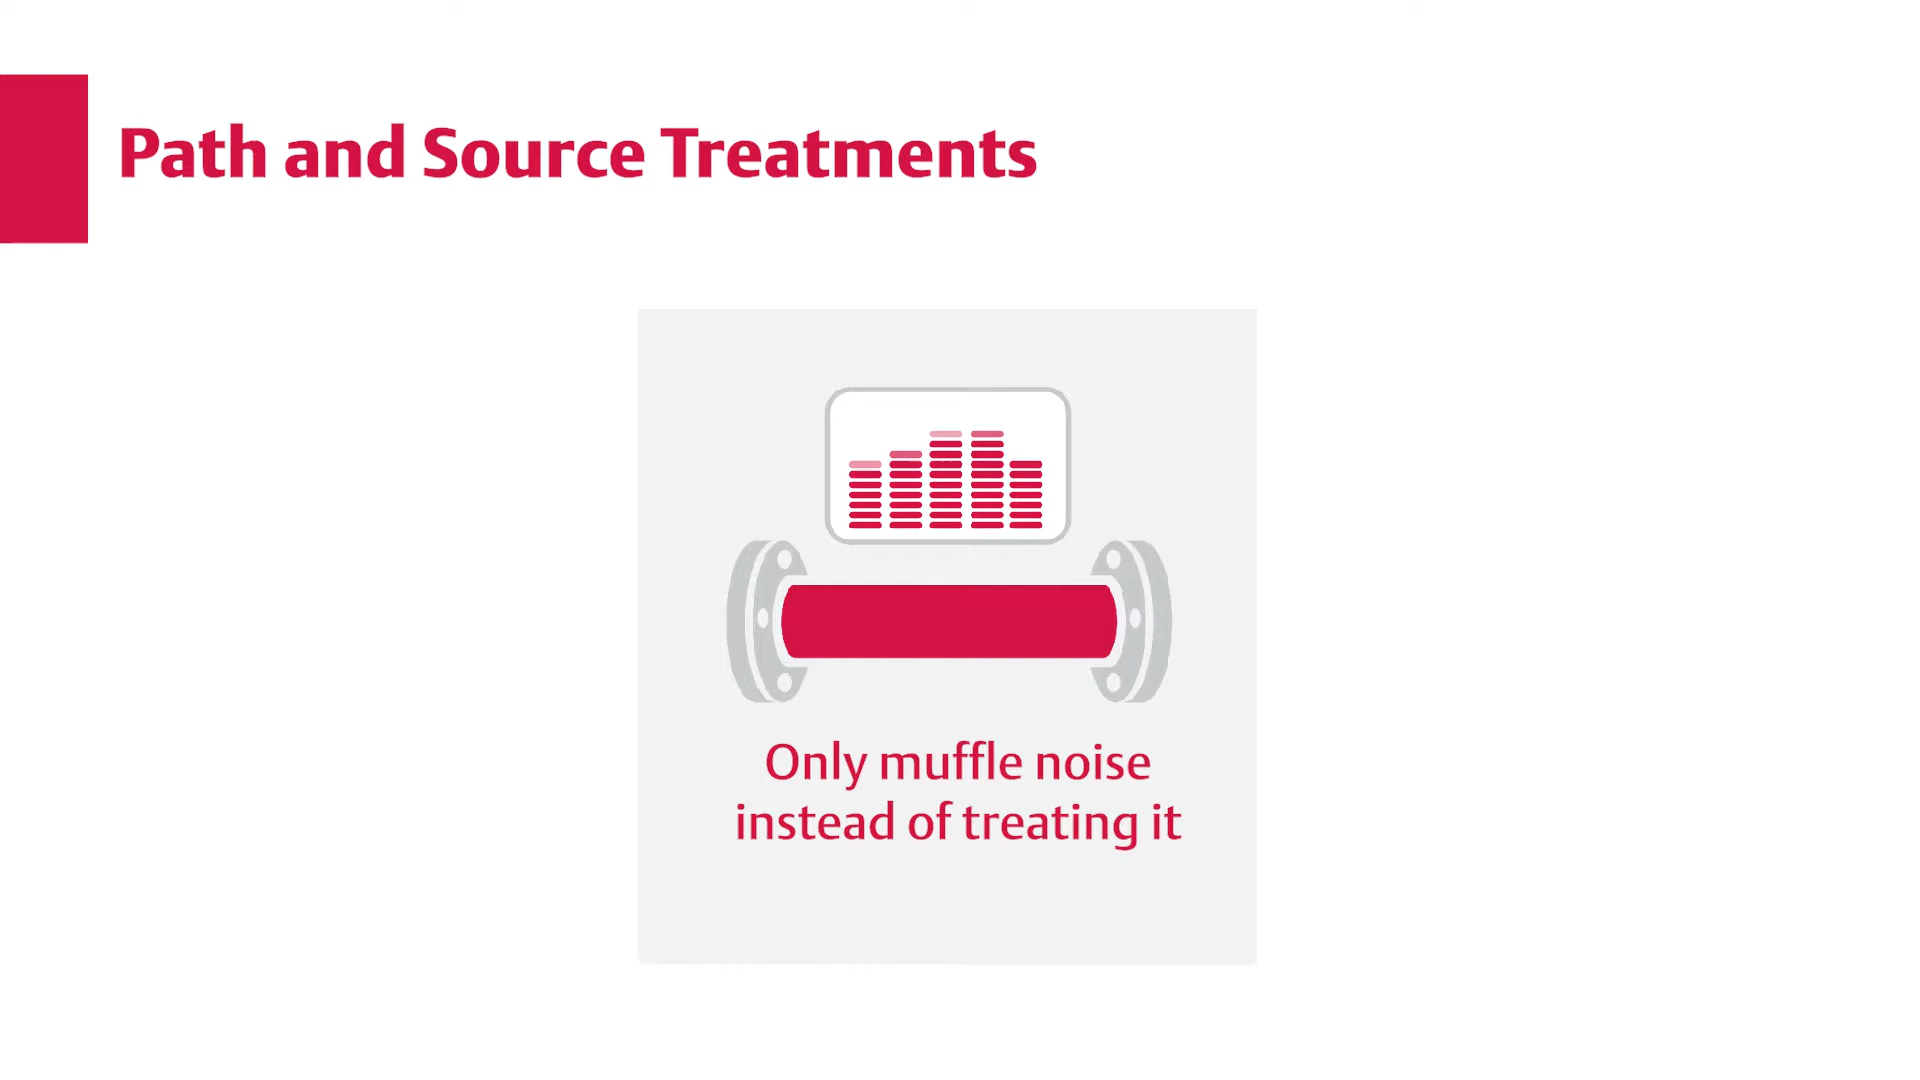 Path and Source Treatments
Only muffle noise
instead of treating it